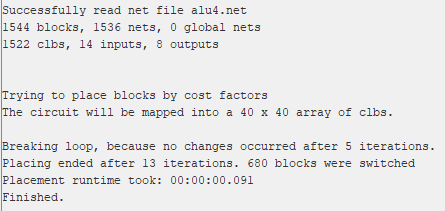 Successfully read net file alu4.net
1544 blocks, 1536 nets, 0 global nets
1522 clbs, 14 inputs, 8 outputs
Trying to place blocks by cost factors
The circuit will be mapped into a 40 x 40 array of clbs.
Breaking loop, because no changes occurred after 5 iterations.
Placing ended after 13 iterations. 680 blocks were switched
Placement runtime took: 00:00:00.091
Finished.